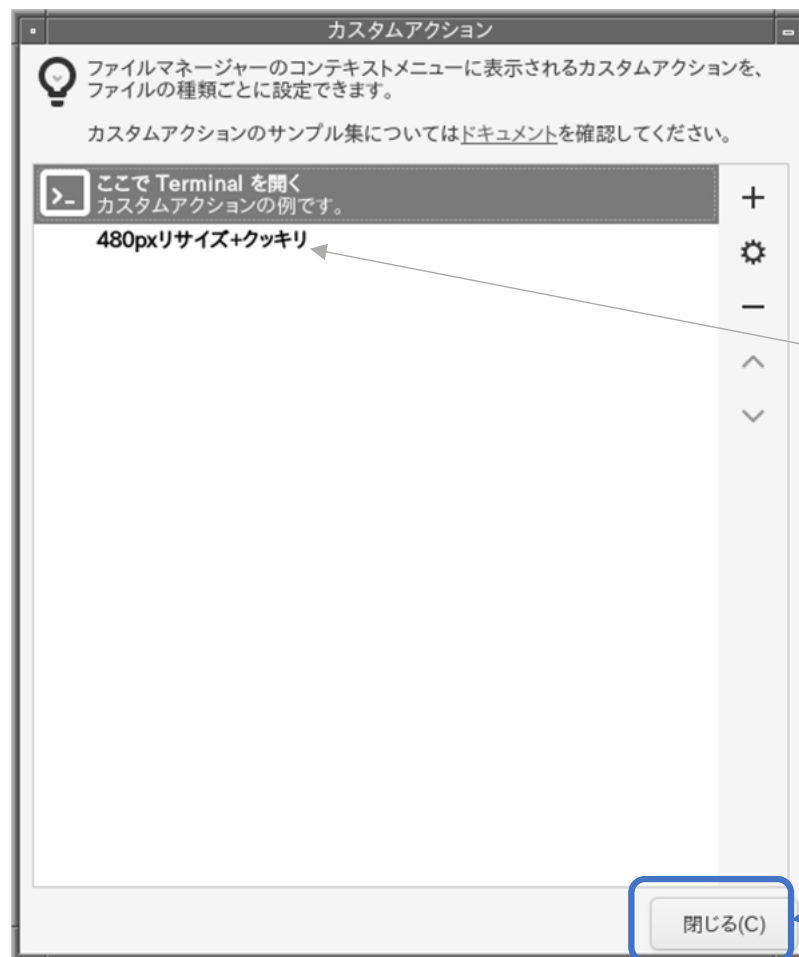 カスタムアクション
ファイルマネージャーのコンテキストメニューに表示されるカスタムアクションを、
ファイルの種類ごとに設定できます。
カスタムアクションのサンプル集についてはドキュメントを確認してください。
>_
ここで Terminal を開く
カスタムアクションの例です。
480pxリサイズ+クッキリ
閉じる(C)